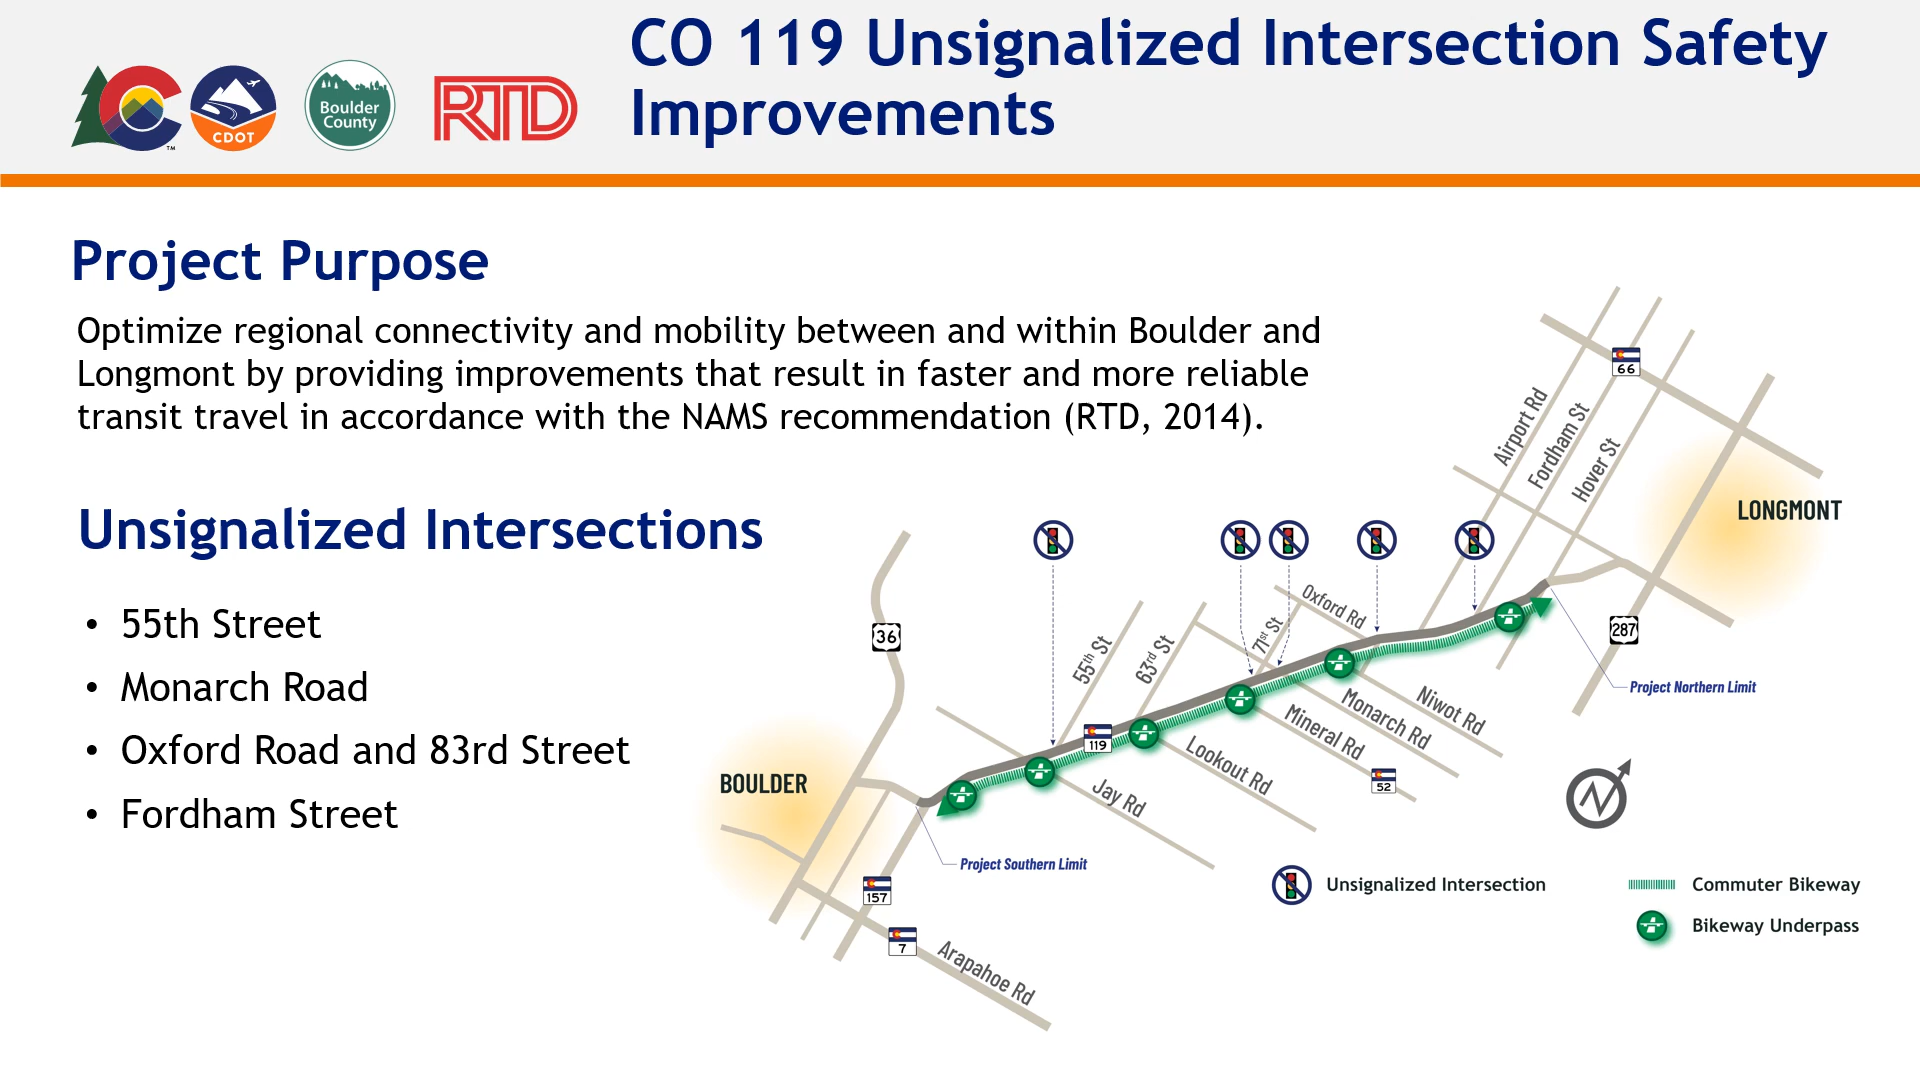 CO 119 Unsignalized Intersection Safety
Improvements
TM
CDOT
Boulder
County
RTD
Project Purpose
Optimize regional connectivity and mobility between and within Boulder and
Longmont by providing improvements that result in faster and more reliable
transit travel in accordance with the NAMS recommendation (RTD, 2014).
Unsignalized Intersections
• 55th Street
• Monarch Road
• Oxford Road and 83rd Street
• Fordham Street
66
Airport Rd
Fordham St
Hover St
LONGMONT
36
Oxford Rd
71st St
55th St
63rd St
287
Project Northern Limit
Niwot Rd
Monarch Rd
Mineral Rd
119
Lookout Rd
52
BOULDER
Jay Rd
N
Project Southern Limit
157
7
Arapahoe Rd
Unsignalized Intersection
Commuter Bikeway
Bikeway Underpass